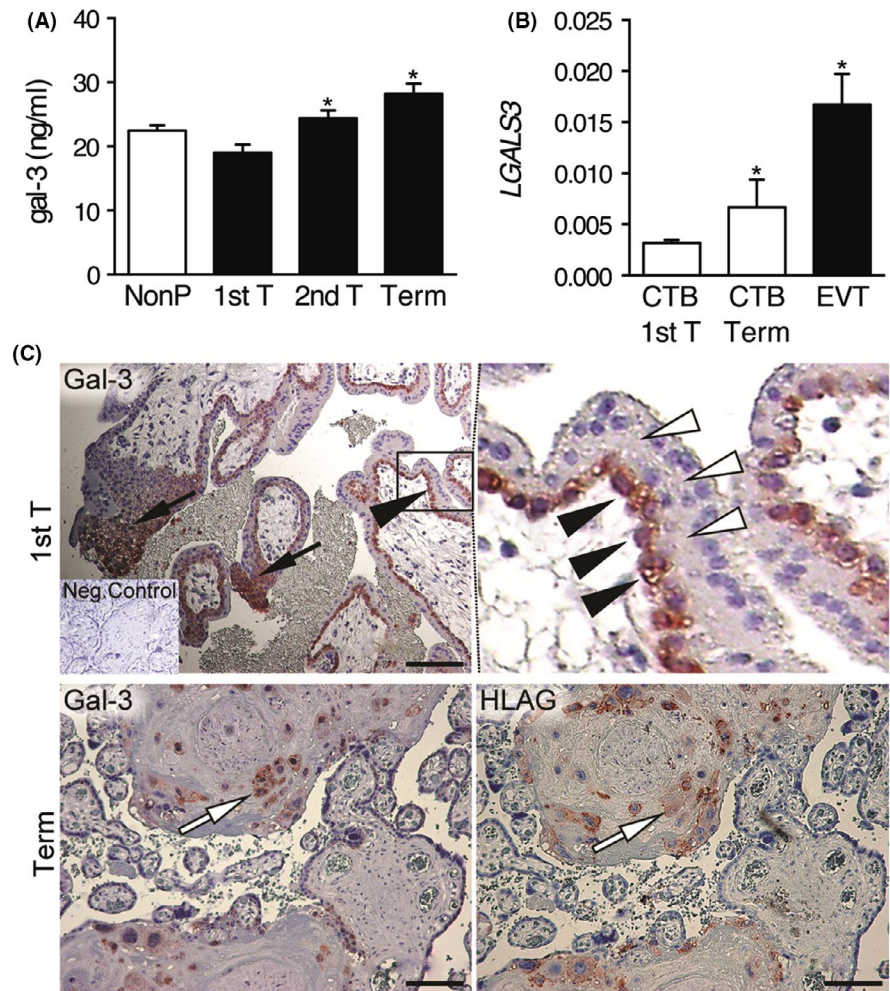 (A)
gal-3 (ng/ml)
40
30
20
10
0
*
*
NonP 1st T 2nd T Term
(B)
LGALS3
0.025
0.020
0.015
0.010
0.005
0.000
*
*
CTB CTB EVT
1st T Term
(C)
1st T
Gal-3
Neg.Control
Term
Gal-3
HLAG